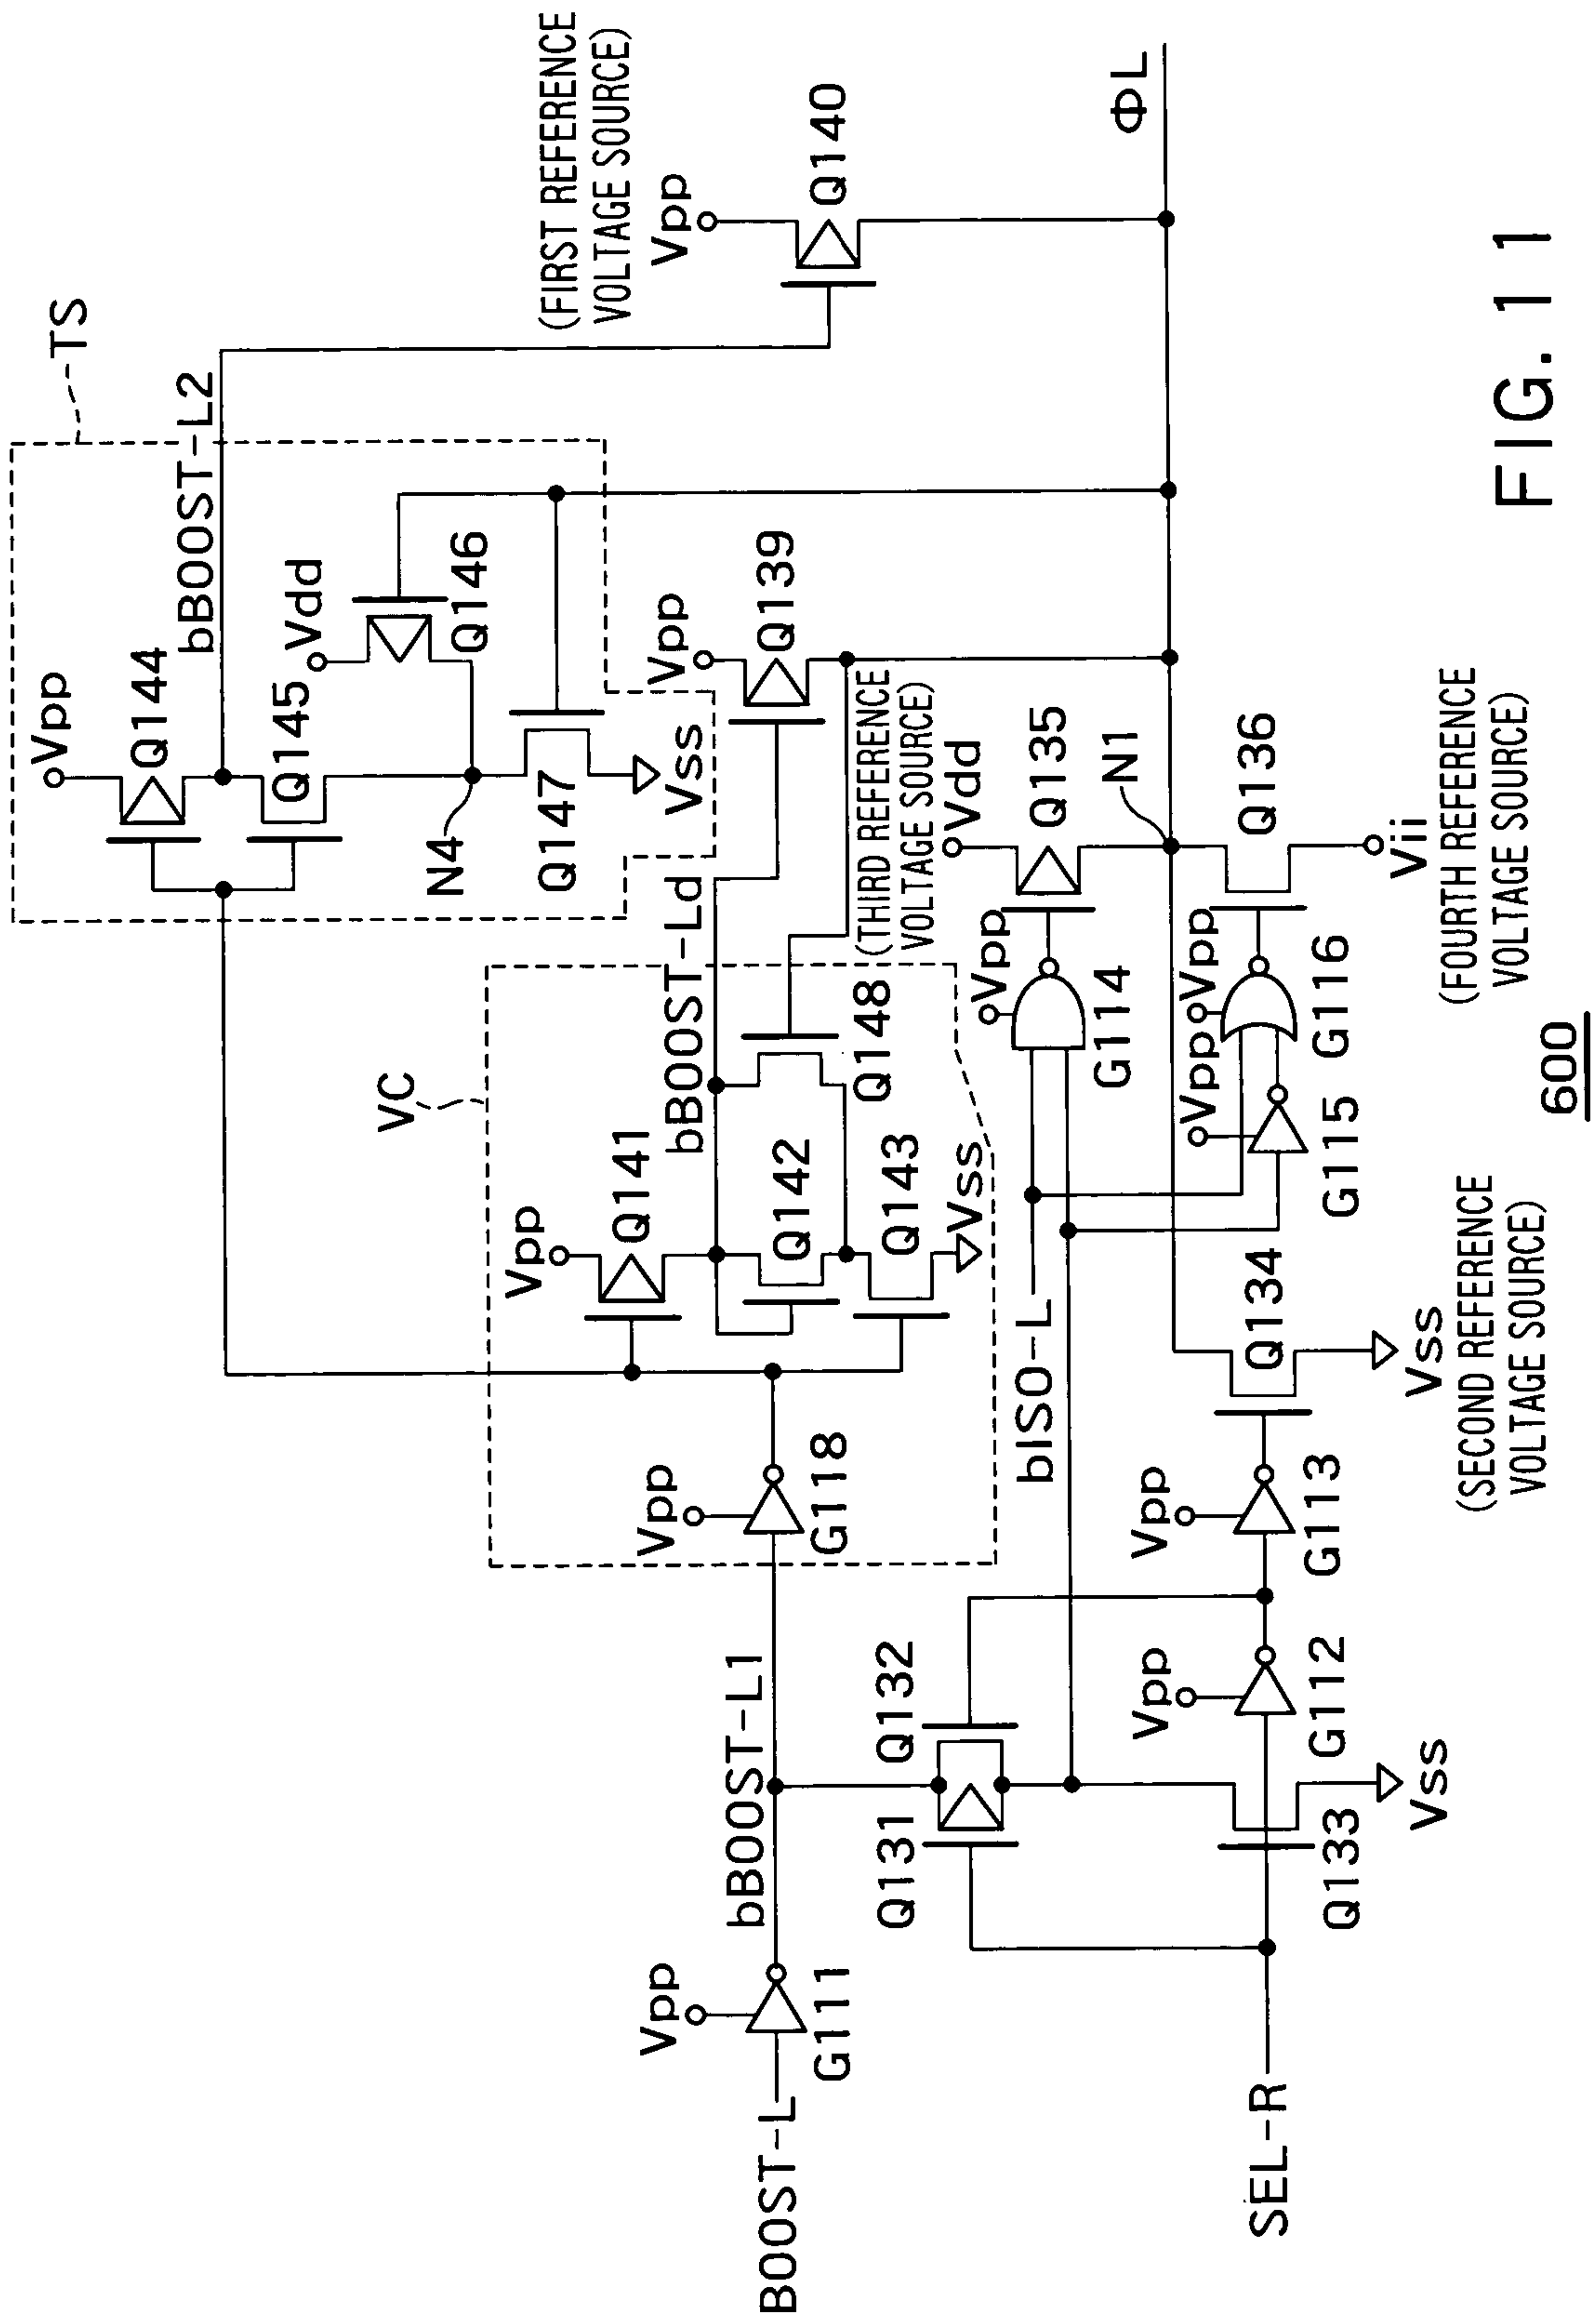 TS
Vpp
Q144
bBOOST-L2
Q145
Vdd
Q146
N4
Q147
Vss
(FIRST REFERENCE
VOLTAGE SOURCE)
Vpp
Q140
ΦL
VC
Vpp
Q141
bBOOST-Ld
Vpp
Q139
Q142
Q148
Q143
Vss
(THIRD REFERENCE
VOLTAGE SOURCE)
Vdd
Vpp
G118
BOOST-L
Vpp
G111
bBOOST-L1
Q131
Q132
bISO-L
Vpp
G114
Q135
N1
Vpp
G115
Vpp
G116
Q136
Vii
(FOURTH REFERENCE
VOLTAGE SOURCE)
SEL-R
Q133
Vss
Vpp
G112
Vpp
G113
Q134
Vss
(SECOND REFERENCE
VOLTAGE SOURCE)
600
FIG. 11